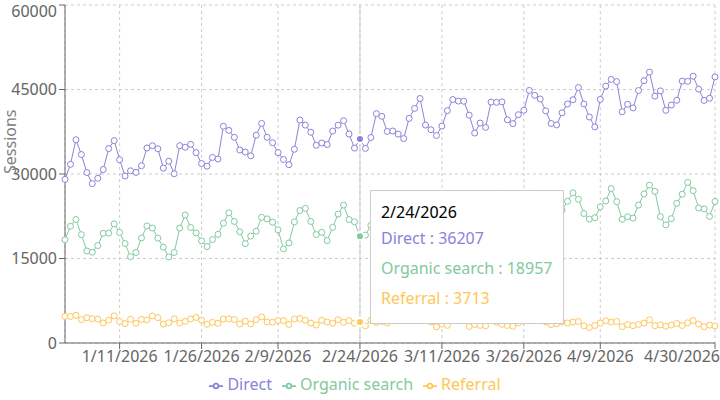 60000
45000
30000
15000
0
Sessions
2/24/2026
Direct : 36207
Organic search : 18957
Referral : 3713
1/11/2026 1/26/2026 2/9/2026 2/24/2026 3/11/2026 3/26/2026 4/9/2026 4/30/2026
Direct Organic search Referral